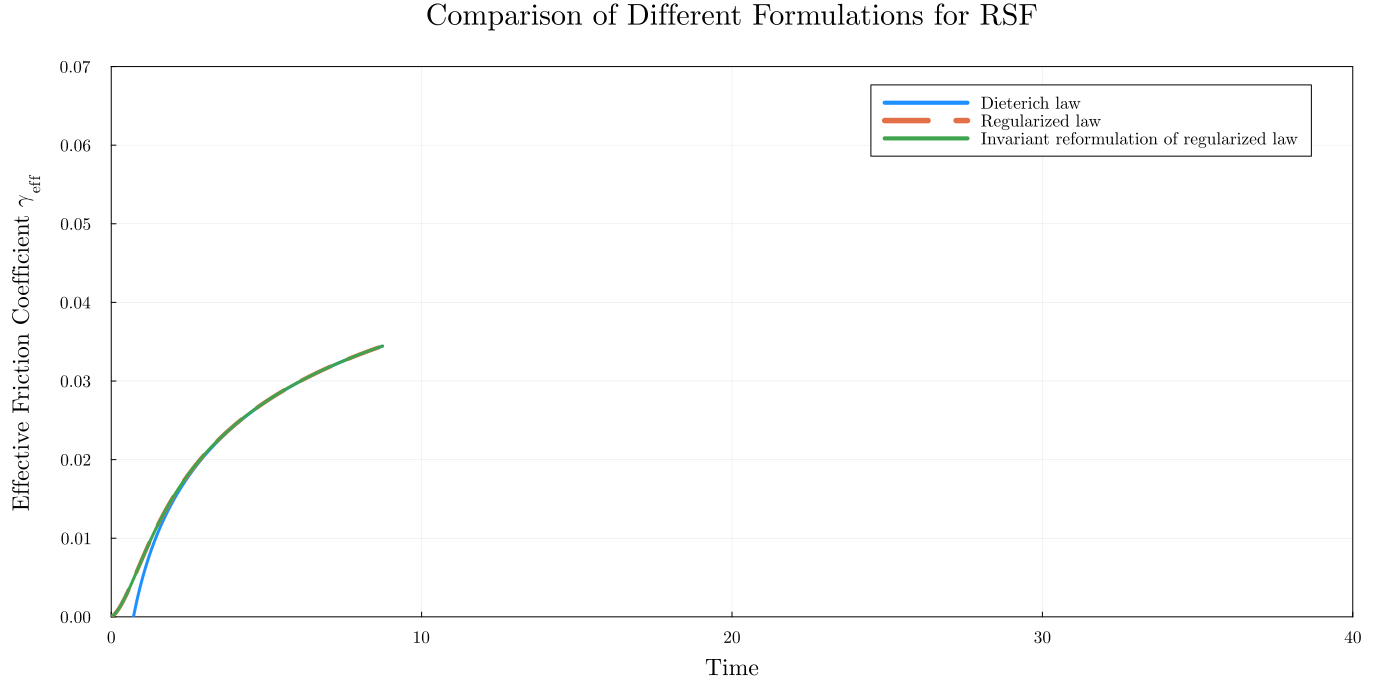 Comparison of Different Formulations for RSF
0.07
0.06
0.05
0.04
0.03
0.02
0.01
0.00
Effective Friction Coefficient γeff
Dieterich law
Regularized law
Invariant reformulation of regularized law
0 10 20 30 40
Time